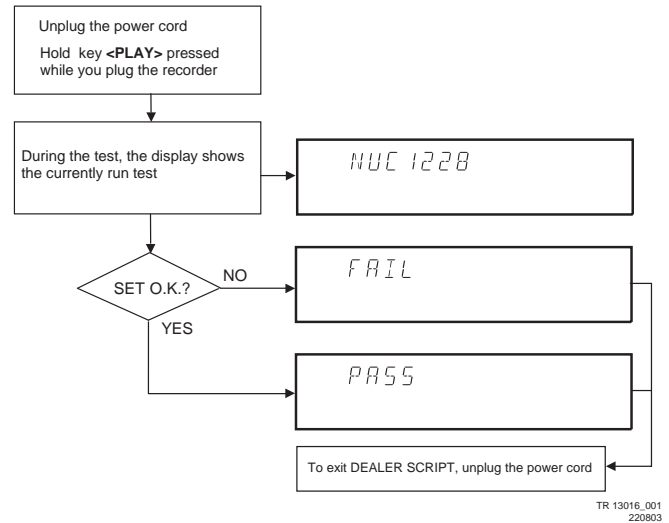 Unplug the power cord
Hold key <PLAY> pressed
while you plug the recorder
During the test, the display shows
the currently run test
NUC1228
SET O.K.?
NO
FAIL
YES
PASS
To exit DEALER SCRIPT, unplug the power cord
TR 13016_001
220803